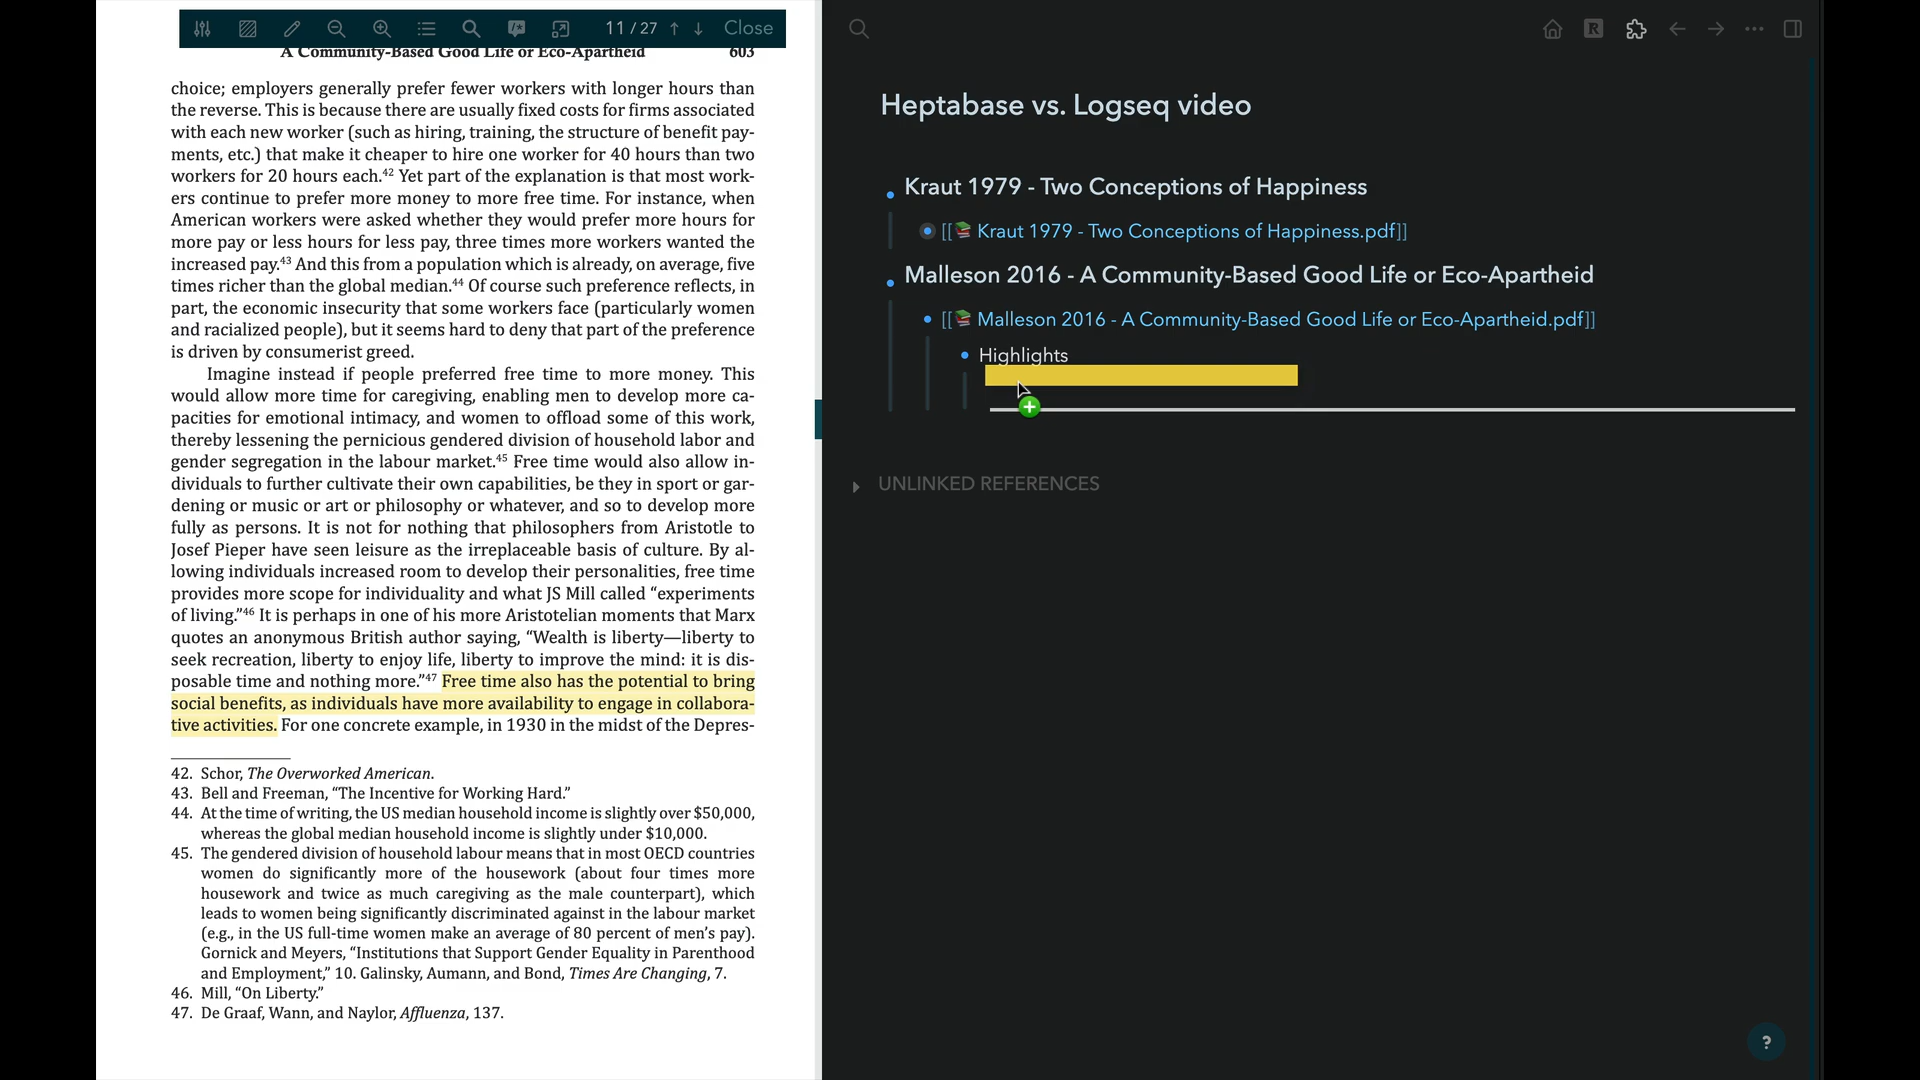 11 / 27 ↑ ↓ Close
A Community-Based Good Life or Eco-Apartheid 603
choice; employers generally prefer fewer workers with longer hours than
the reverse. This is because there are usually fixed costs for firms associated
with each new worker (such as hiring, training, the structure of benefit pay-
ments, etc.) that make it cheaper to hire one worker for 40 hours than two
workers for 20 hours each.42 Yet part of the explanation is that most work-
ers continue to prefer more money to more free time. For instance, when
American workers were asked whether they would prefer more hours for
more pay or less hours for less pay, three times more workers wanted the
increased pay.43 And this from a population which is already, on average, five
times richer than the global median.44 Of course such preference reflects, in
part, the economic insecurity that some workers face (particularly women
and racialized people), but it seems hard to deny that part of the preference
is driven by consumerist greed.
Imagine instead if people preferred free time to more money. This
would allow more time for caregiving, enabling men to develop more ca-
pacities for emotional intimacy, and women to offload some of this work,
thereby lessening the pernicious gendered division of household labor and
gender segregation in the labour market.45 Free time would also allow in-
dividuals to further cultivate their own capabilities, be they in sport or gar-
dening or music or art or philosophy or whatever, and so to develop more
fully as persons. It is not for nothing that philosophers from Aristotle to
Josef Pieper have seen leisure as the irreplaceable basis of culture. By al-
lowing individuals increased room to develop their personalities, free time
provides more scope for individuality and what JS Mill called “experiments
of living.”46 It is perhaps in one of his more Aristotelian moments that Marx
quotes an anonymous British author saying, “Wealth is liberty—liberty to
seek recreation, liberty to enjoy life, liberty to improve the mind: it is dis-
posable time and nothing more.”47 Free time also has the potential to bring
social benefits, as individuals have more availability to engage in collabora-
tive activities. For one concrete example, in 1930 in the midst of the Depres-
42. Schor, The Overworked American.
43. Bell and Freeman, “The Incentive for Working Hard.”
44. At the time of writing, the US median household income is slightly over $50,000,
whereas the global median household income is slightly under $10,000.
45. The gendered division of household labour means that in most OECD countries
women do significantly more of the housework (about four times more
housework and twice as much caregiving as the male counterpart), which
leads to women being significantly discriminated against in the labour market
(e.g., in the US full-time women make an average of 80 percent of men’s pay).
Gornick and Meyers, “Institutions that Support Gender Equality in Parenthood
and Employment,” 10. Galinsky, Aumann, and Bond, Times Are Changing, 7.
46. Mill, “On Liberty.”
47. De Graaf, Wann, and Naylor, Affluenza, 137.
R
Heptabase vs. Logseq video
Kraut 1979 - Two Conceptions of Happiness
[[📚 Kraut 1979 - Two Conceptions of Happiness.pdf]]
Malleson 2016 - A Community-Based Good Life or Eco-Apartheid
[[📚 Malleson 2016 - A Community-Based Good Life or Eco-Apartheid.pdf]]
Highlights
UNLINKED REFERENCES
?